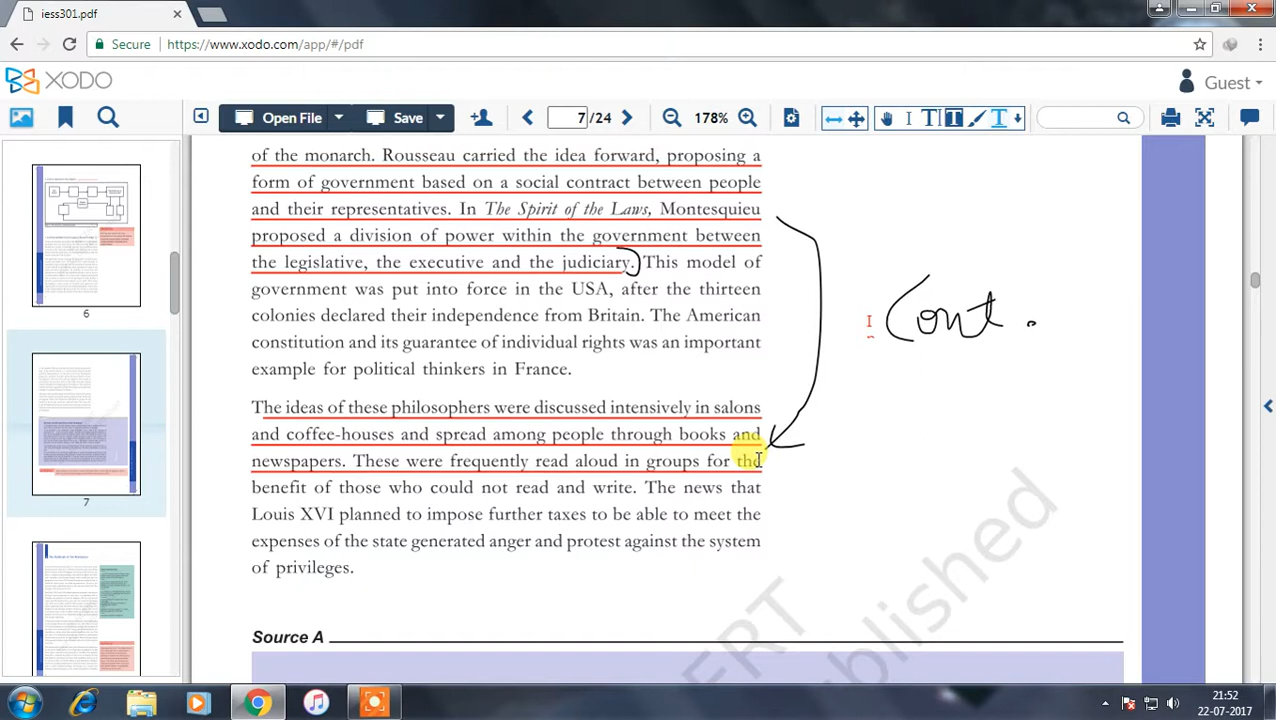 iess301.pdf
Secure
https://www.xodo.com/app/#/pdf
XODO
Guest
Open File
Save
7 /24
178%
of the monarch. Rousseau carried the idea forward, proposing a
form of government based on a social contract between people
and their representatives. In The Spirit of the Laws, Montesquieu
proposed a division of power within the government between
the legislative, the executive and the judiciary. This model of
government was put into force in the USA, after the thirteen
colonies declared their independence from Britain. The American
constitution and its guarantee of individual rights was an important
example for political thinkers in France.
Cont.
The ideas of these philosophers were discussed intensively in salons
and coffee-houses and spread among people through books and
newspapers. These were frequently read aloud in groups for the
benefit of those who could not read and write. The news that
Louis XVI planned to impose further taxes to be able to meet the
expenses of the state generated anger and protest against the system
of privileges.
Source A
6
7
21:52
22-07-2017